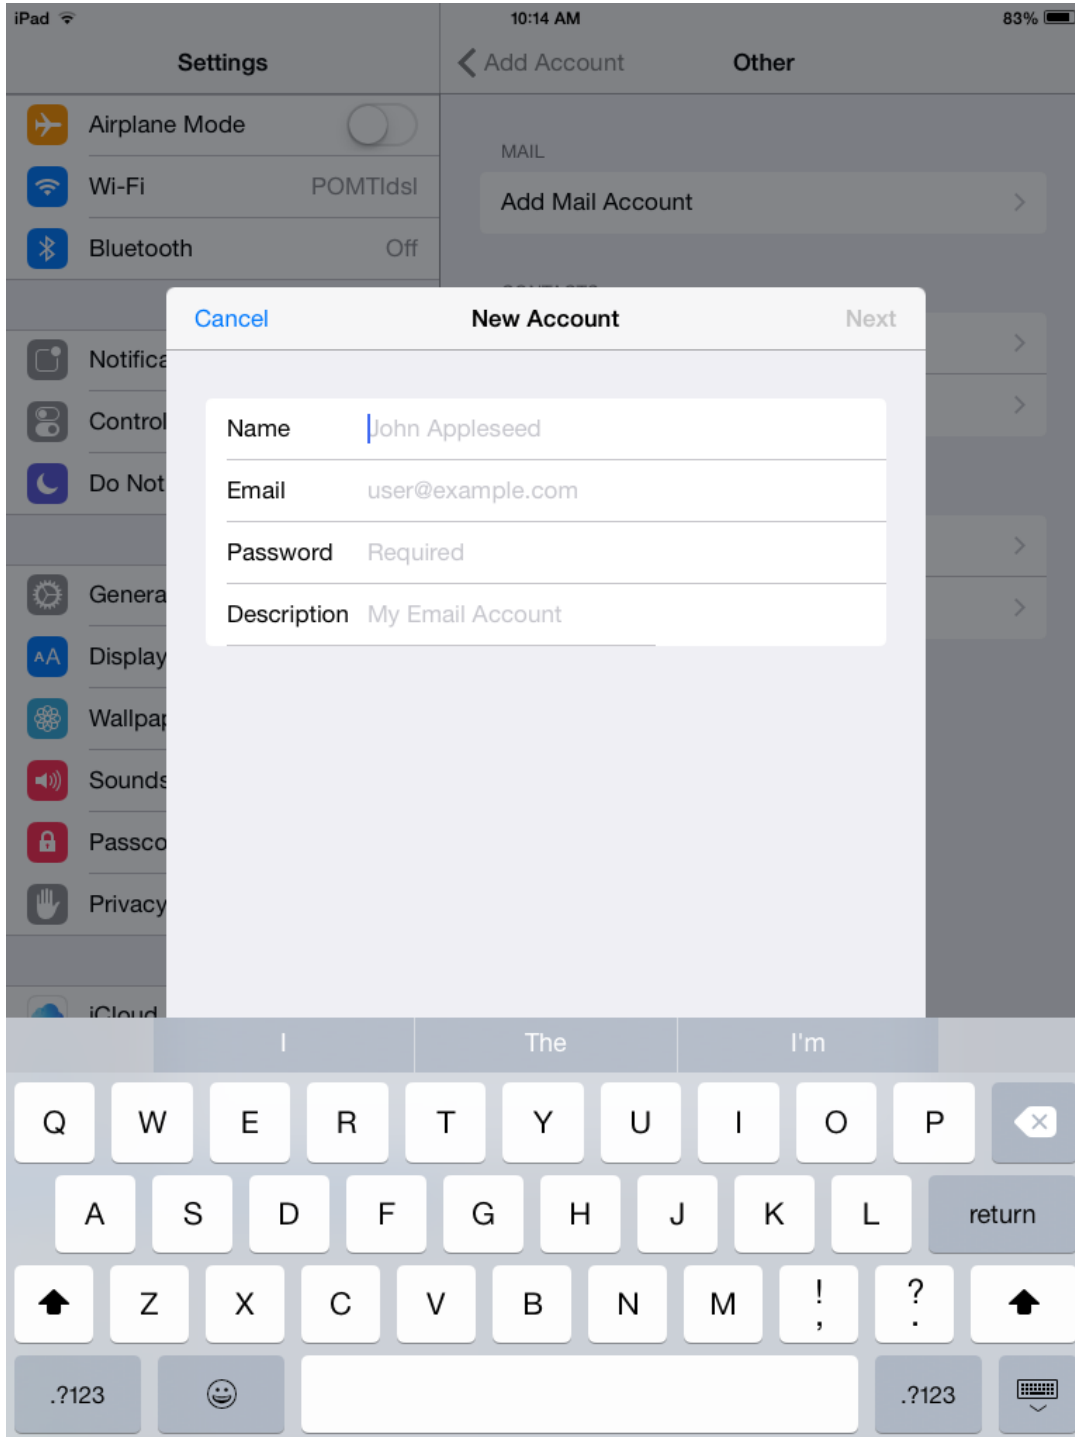 iPad 10:14 AM 83%
Settings
Add Account Other
Airplane Mode
Wi-Fi POMTIdsl
Bluetooth Off
MAIL
Add Mail Account
Cancel New Account Next
Name John Appleseed
Email user@example.com
Password Required
Description My Email Account
Notifica
Control
Do Not
Genera
AA Display
Wallpap
Sounds
Passco
Privacy
iCloud
I The I'm
Q W E R T Y U I O P
A S D F G H J K L return
Z X C V B N M ! , ? .
.?123 .?123